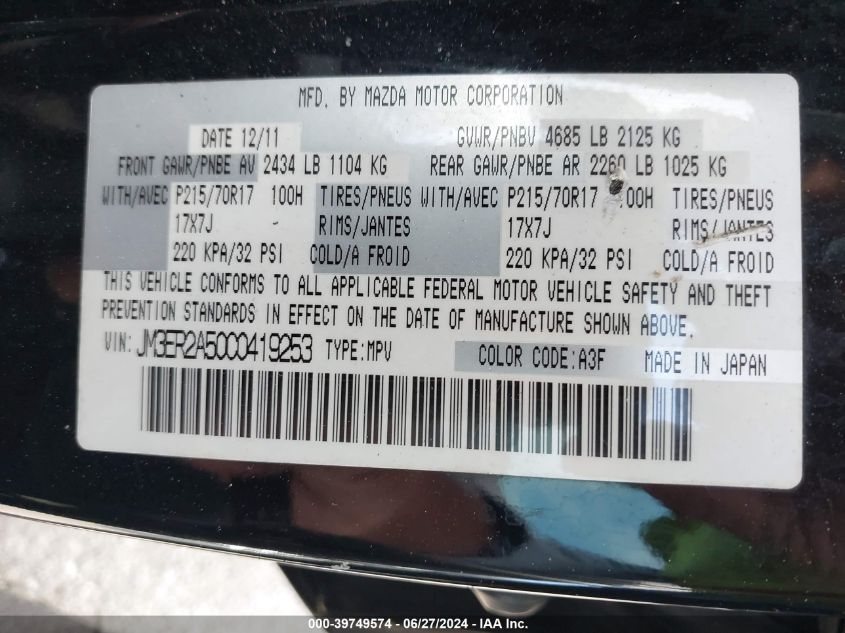 MFD. BY MAZDA MOTOR CORPORATION
DATE 12/11 GVWR/PNBV 4685 LB 2125 KG
FRONT GAWR/PNBE AV 2434 LB 1104 KG REAR GAWR/PNBE AR 2260 LB 1025 KG
WITH/AVEC P215/70R17 100H TIRES/PNEUS WITH/AVEC P215/70R17 100H TIRES/PNEUS
17X7J RIMS/JANTES 17X7J RIMS/JANTES
220 KPA/32 PSI COLD/A FROID 220 KPA/32 PSI COLD/A FROID
THIS VEHICLE CONFORMS TO ALL APPLICABLE FEDERAL MOTOR VEHICLE SAFETY AND THEFT
PREVENTION STANDARDS IN EFFECT ON THE DATE OF MANUFACTURE SHOWN ABOVE.
VIN: JM3ER2A50C0419253 TYPE:MPV COLOR CODE:A3F MADE IN JAPAN
000-39749574 - 06/27/2024 - IAA Inc.